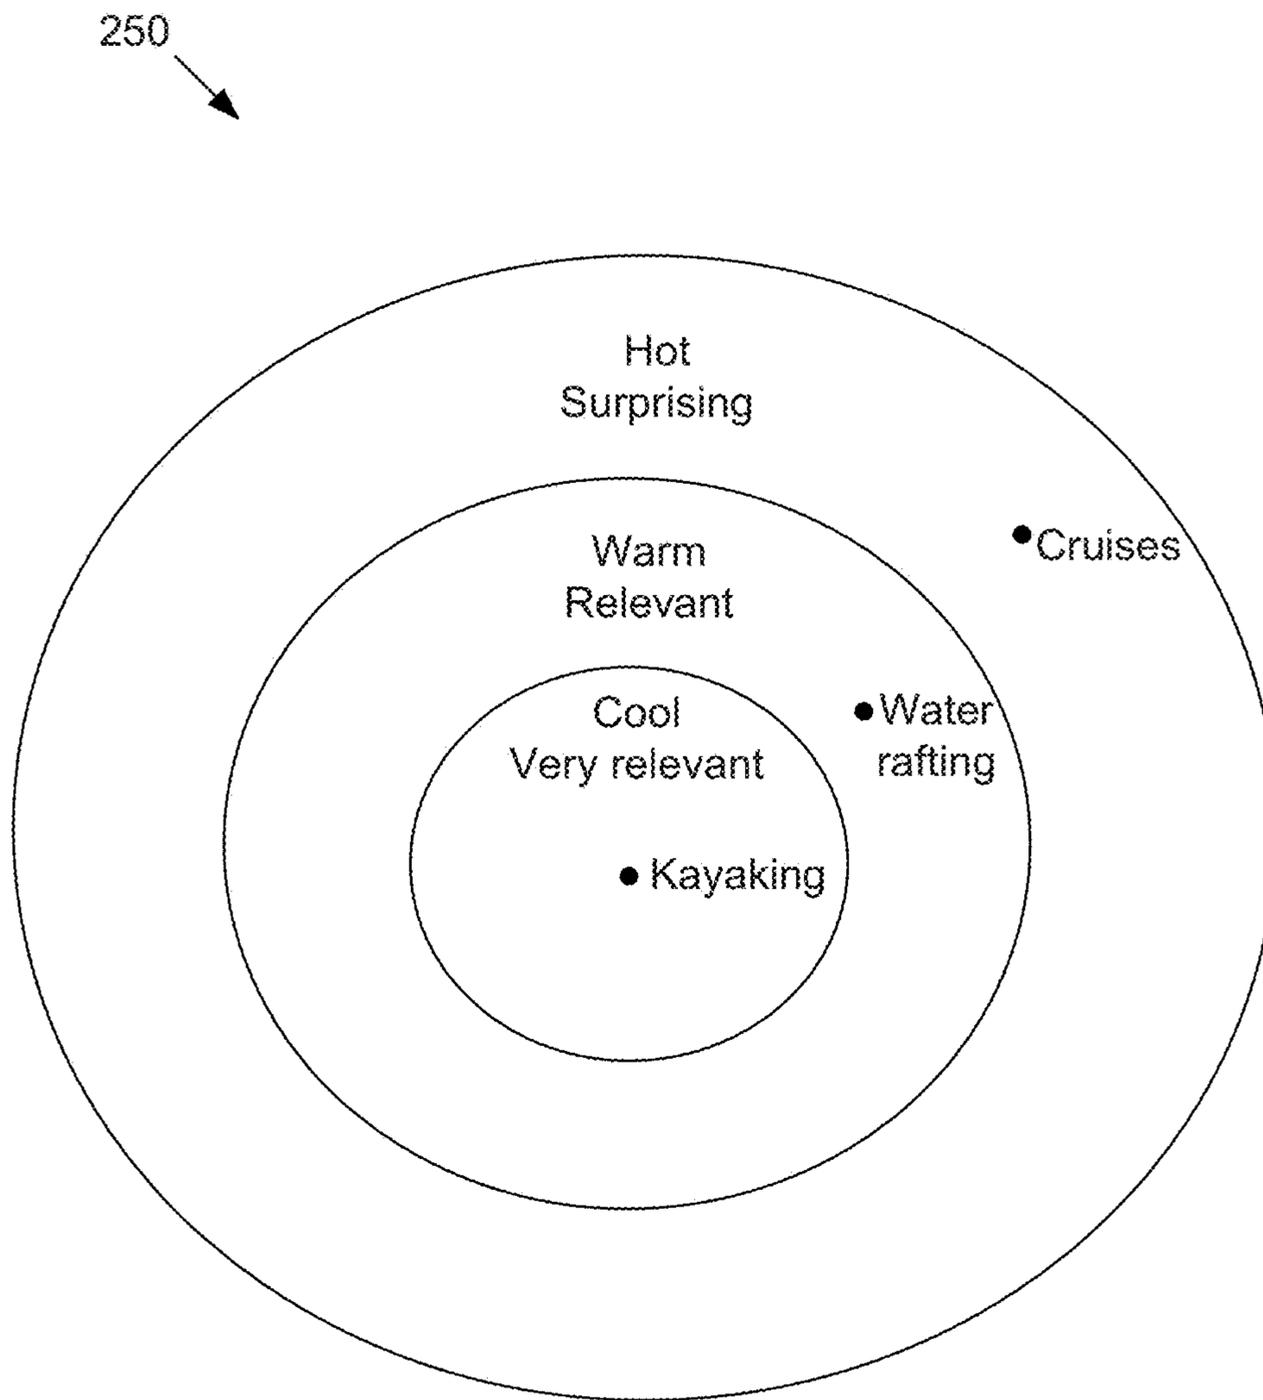 250
Hot
Surprising
Cruises
Warm
Relevant
Water
rafting
Cool
Very relevant
Kayaking